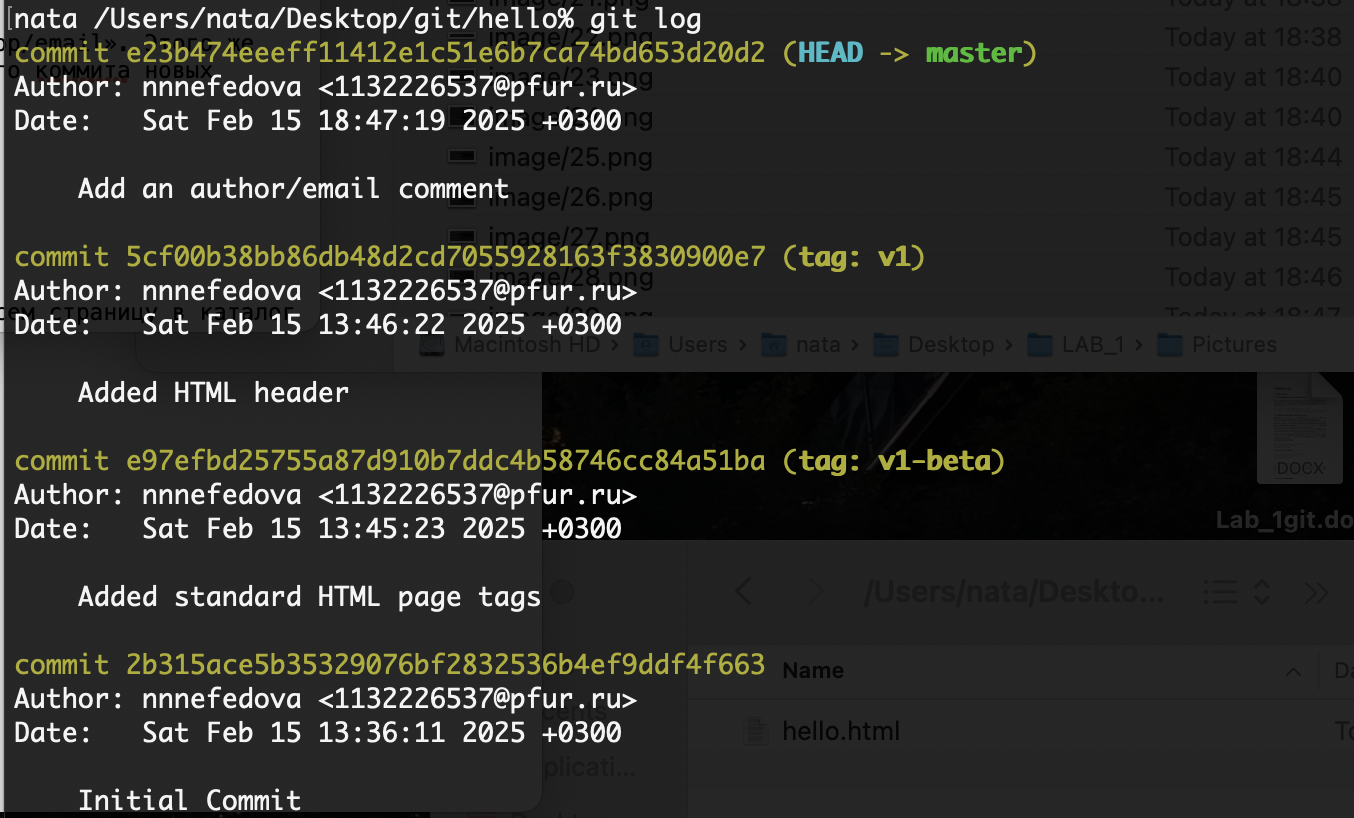 nata /Users/nata/Desktop/git/hello% git log
commit e23b474eeeff11412e1c51e6b7ca74bd653d20d2 (HEAD -> master)
Author: nnnefedova <1132226537@pfur.ru>
Date:   Sat Feb 15 18:47:19 2025 +0300
Add an author/email comment
commit 5cf00b38bb86db48d2cd7055928163f3830900e7 (tag: v1)
Author: nnnefedova <1132226537@pfur.ru>
Date:   Sat Feb 15 13:46:22 2025 +0300
Added HTML header
commit e97efbd25755a87d910b7ddc4b58746cc84a51ba (tag: v1-beta)
Author: nnnefedova <1132226537@pfur.ru>
Date:   Sat Feb 15 13:45:23 2025 +0300
Added standard HTML page tags
commit 2b315ace5b35329076bf2832536b4ef9ddf4f663
Author: nnnefedova <1132226537@pfur.ru>
Date:   Sat Feb 15 13:36:11 2025 +0300
Initial Commit
Today at 18:38
Today at 18:40
Today at 18:40
image/25.png Today at 18:44
image/26.png Today at 18:45
image/27.png Today at 18:45
image/28.png Today at 18:46
коммита новых
страницу в каталог
Macintosh HD › Users › nata › Desktop › LAB_1 › Pictures
DOCX
Lab_1git.do
/Users/nata/Deskto...
Name
hello.html